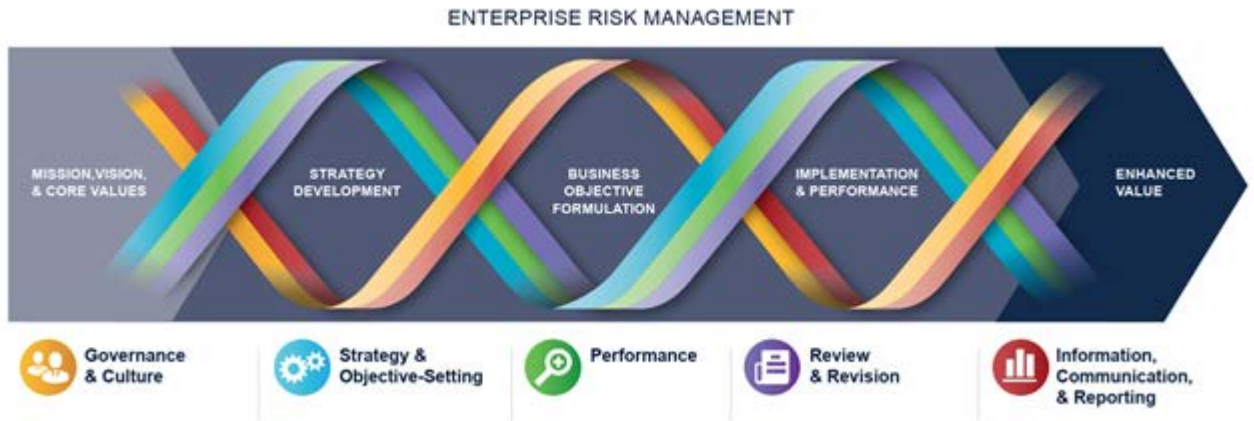 ENTERPRISE RISK MANAGEMENT
MISSION,VISION,
& CORE VALUES
STRATEGY
DEVELOPMENT
BUSINESS
OBJECTIVE
FORMULATION
IMPLEMENTATION
& PERFORMANCE
ENHANCED
VALUE
Governance
& Culture
Strategy &
Objective-Setting
Performance
Review
& Revision
Information,
Communication,
& Reporting